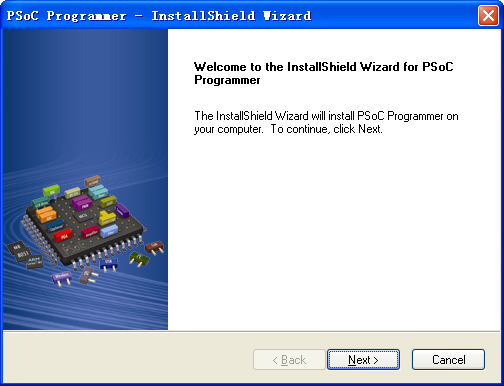 PSoC Programmer - InstallShield Wizard
Welcome to the InstallShield Wizard for PSoC
Programmer
The InstallShield Wizard will install PSoC Programmer on
your computer.  To continue, click Next.
< Back
Next >
Cancel